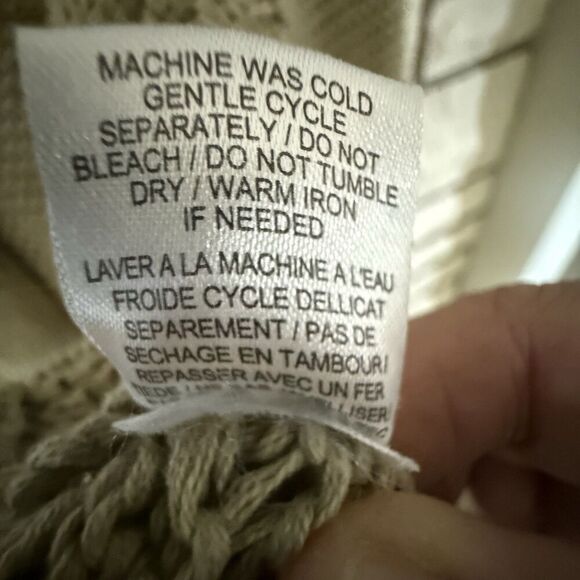 MACHINE WAS COLD
GENTLE CYCLE
SEPARATELY / DO NOT
BLEACH / DO NOT TUMBLE
DRY / WARM IRON
IF NEEDED
LAVER A LA MACHINE A L'EAU
FROIDE CYCLE DELLICAT
SEPAREMENT / PAS DE
SECHAGE EN TAMBOUR /
REPASSER AVEC UN FER